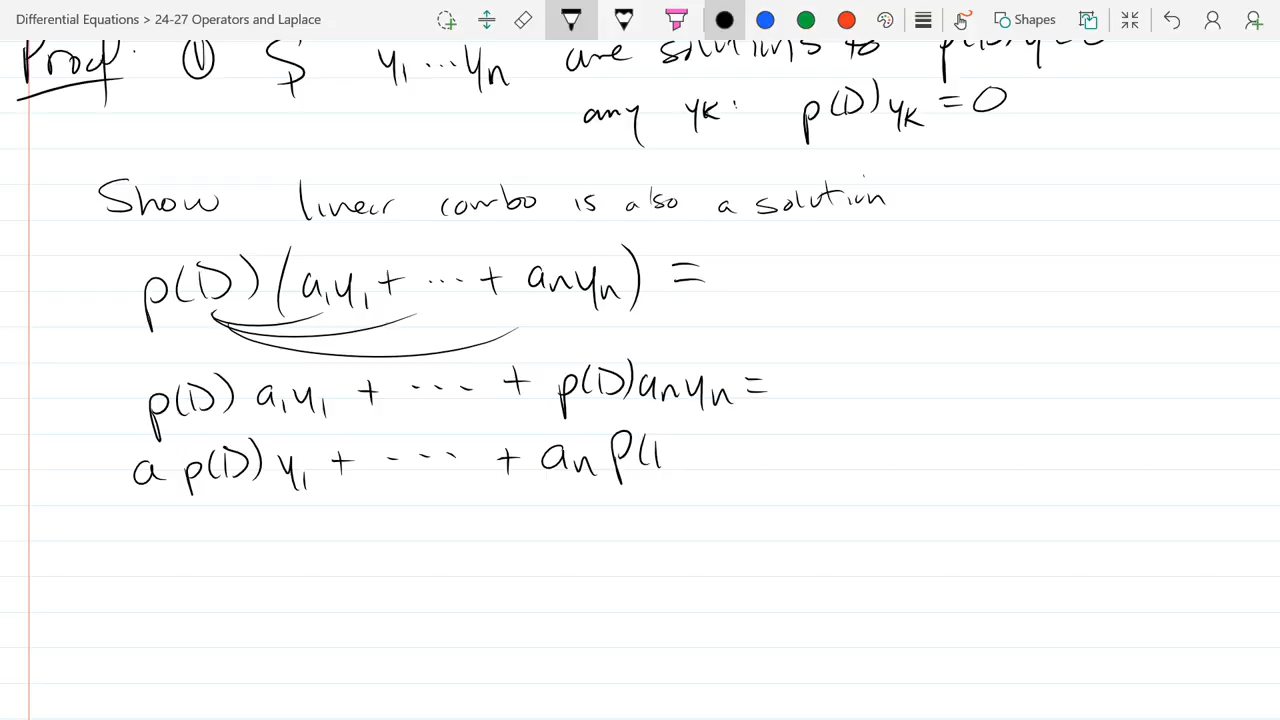 Differential Equations > 24-27 Operators and Laplace
Shapes
Proof: ① y₁ ... yₙ are solutions to p(D)y=0
any yk: p(D)yk = 0
Show linear combo is also a solution
p(D)(a₁y₁ + ... + anyn) =
p(D) a₁y₁ + ... + p(D)anyn =
a p(D) y₁ + ... + an P(